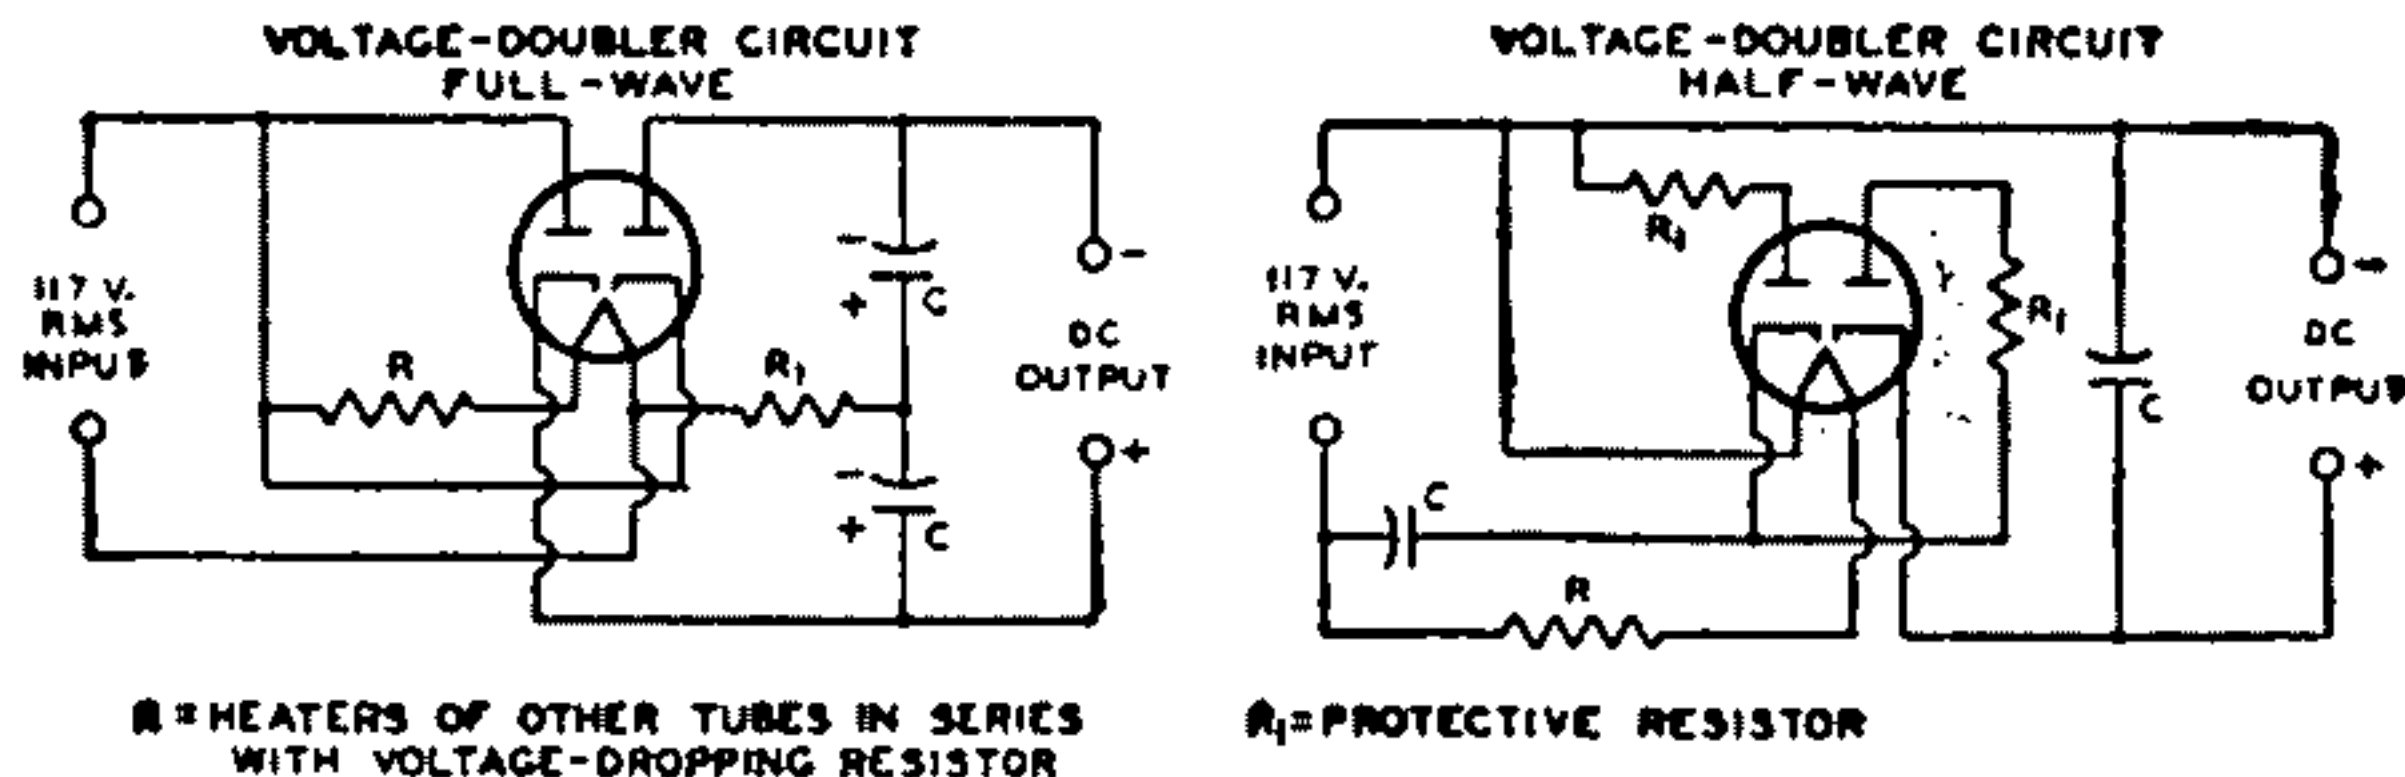 VOLTAGE-DOUBLER CIRCUIT
FULL-WAVE
117 V.
RMS
INPUT
R
R1
-
+
C
-
+
C
-
DC
OUTPUT
+
VOLTAGE-DOUBLER CIRCUIT
HALF-WAVE
117 V.
RMS
INPUT
R1
R1
C
C
R
-
DC
OUTPUT
+
R = HEATERS OF OTHER TUBES IN SERIES
WITH VOLTAGE-DROPPING RESISTOR
R1 = PROTECTIVE RESISTOR